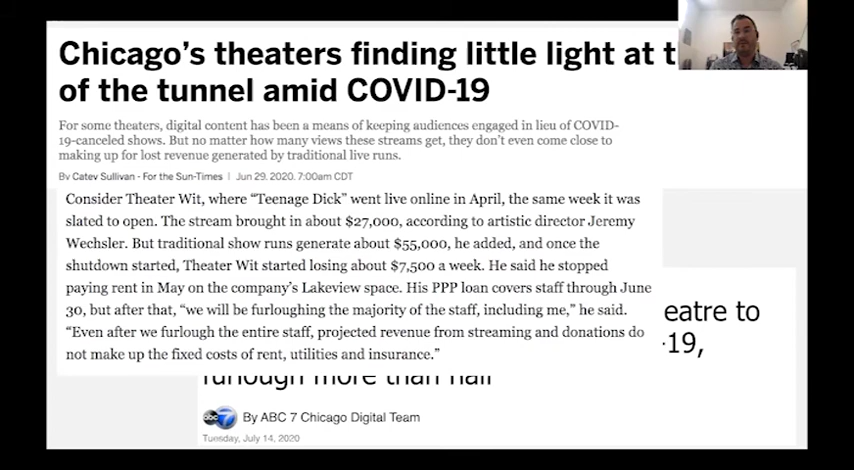 Chicago's theaters finding little light at t
of the tunnel amid COVID-19
For some theaters, digital content has been a means of keeping audiences engaged in lieu of COVID-
19-canceled shows. But no matter how many views these streams get, they don't even come close to
making up for lost revenue generated by traditional live runs.
By Catev Sullivan - For the Sun-Times | Jun 29, 2020, 7:00am CDT
Consider Theater Wit, where “Teenage Dick” went live online in April, the same week it was
slated to open. The stream brought in about $27,000, according to artistic director Jeremy
Wechsler. But traditional show runs generate about $55,000, he added, and once the
shutdown started, Theater Wit started losing about $7,500 a week. He said he stopped
paying rent in May on the company's Lakeview space. His PPP loan covers staff through June
30, but after that, “we will be furloughing the majority of the staff, including me,” he said.
“Even after we furlough the entire staff, projected revenue from streaming and donations do
not make up the fixed costs of rent, utilities and insurance.”
eatre to
-19,
furlough more than half
abc 7 By ABC 7 Chicago Digital Team
Tuesday, July 14, 2020